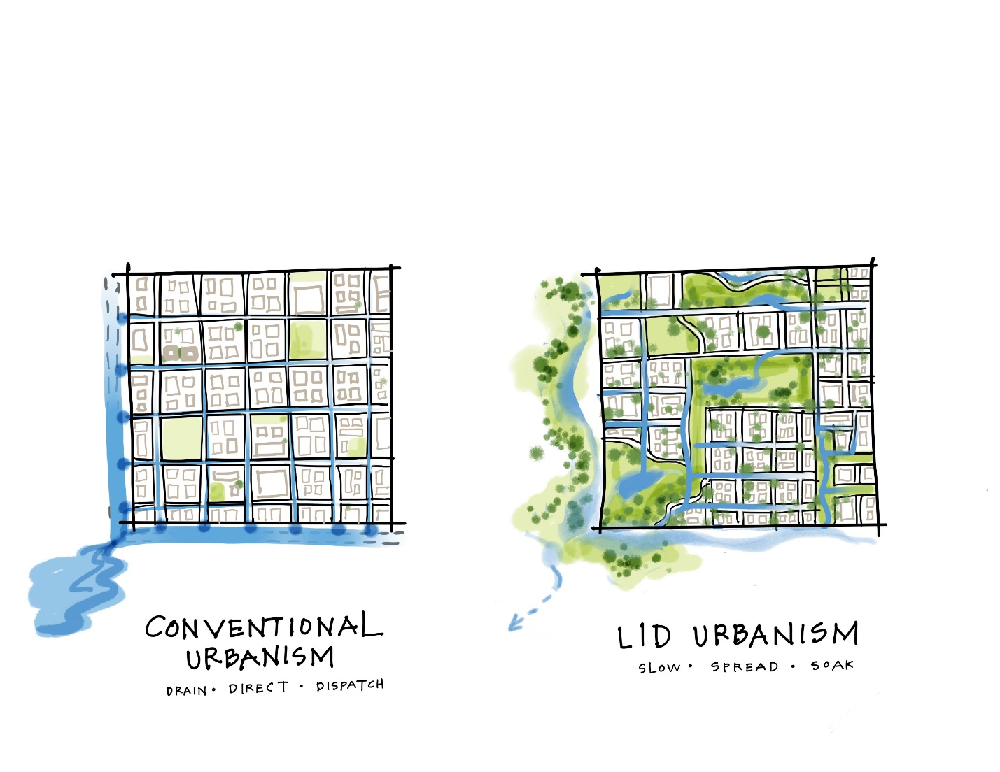 CONVENTIONAL
URBANISM
DRAIN • DIRECT • DISPATCH
LID URBANISM
SLOW • SPREAD • SOAK